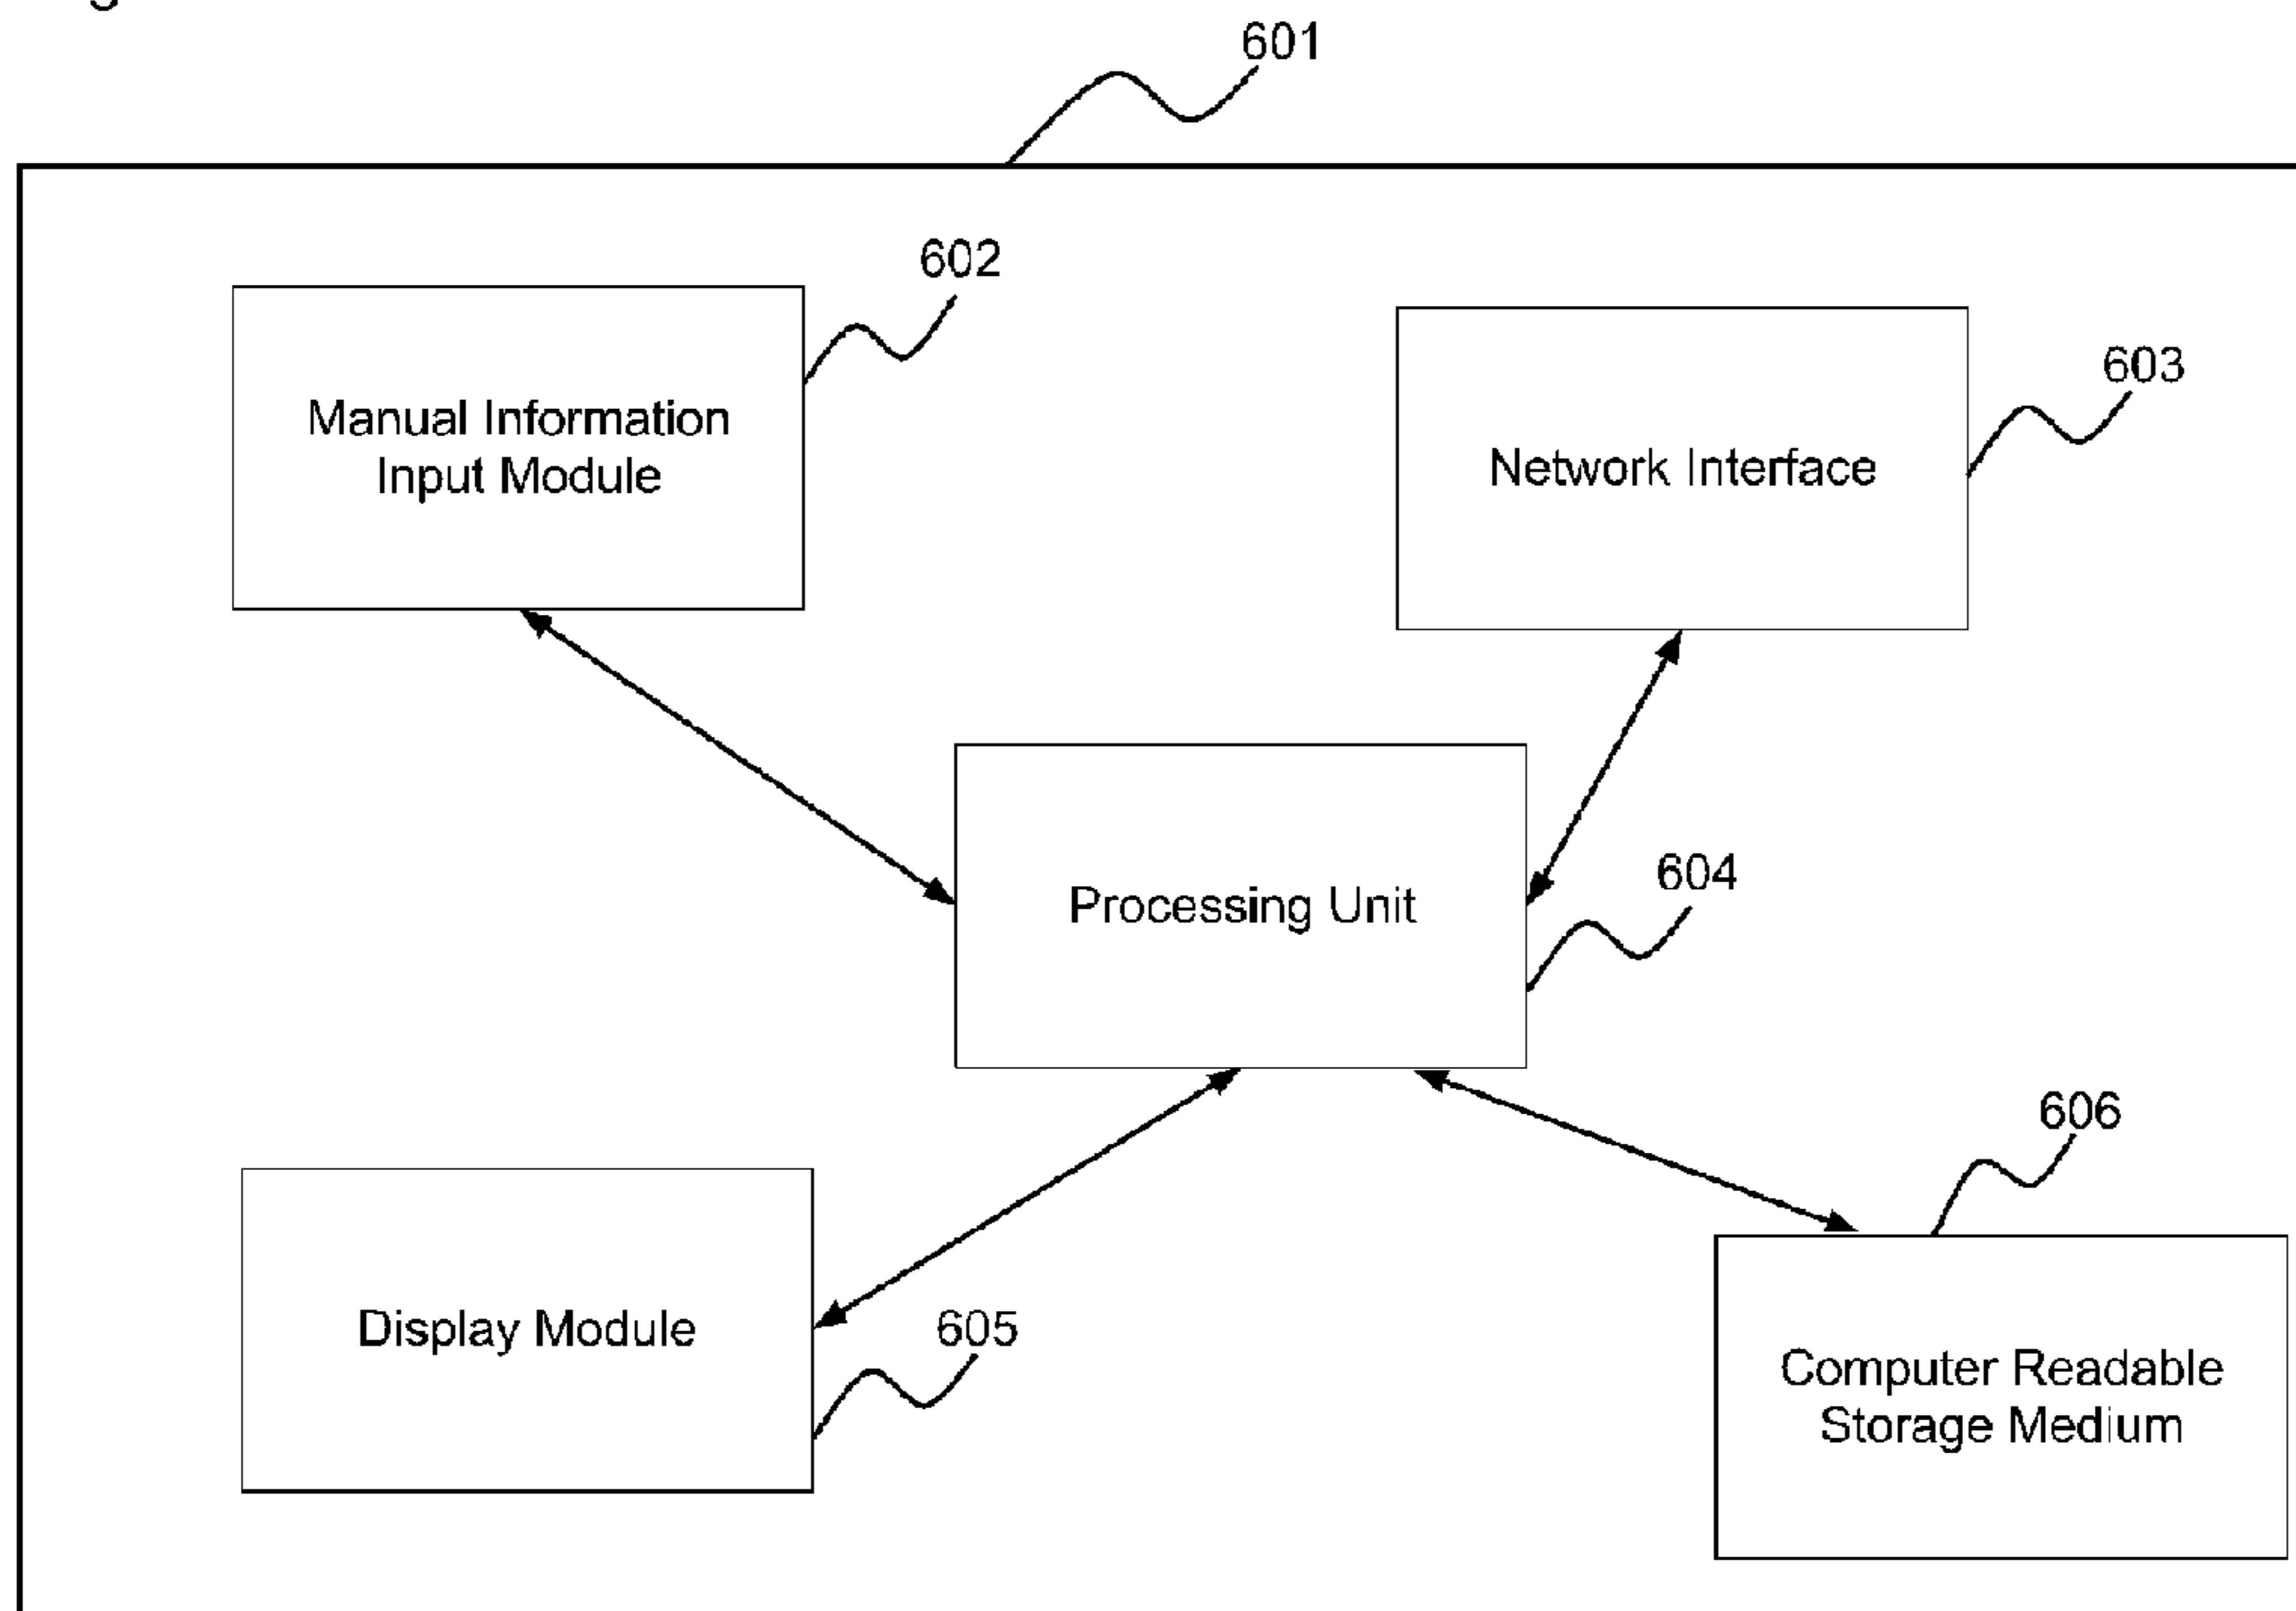 601
602
Manual Information
Input Module
603
Network Interface
604
Processing Unit
606
605
Display Module
Computer Readable
Storage Medium